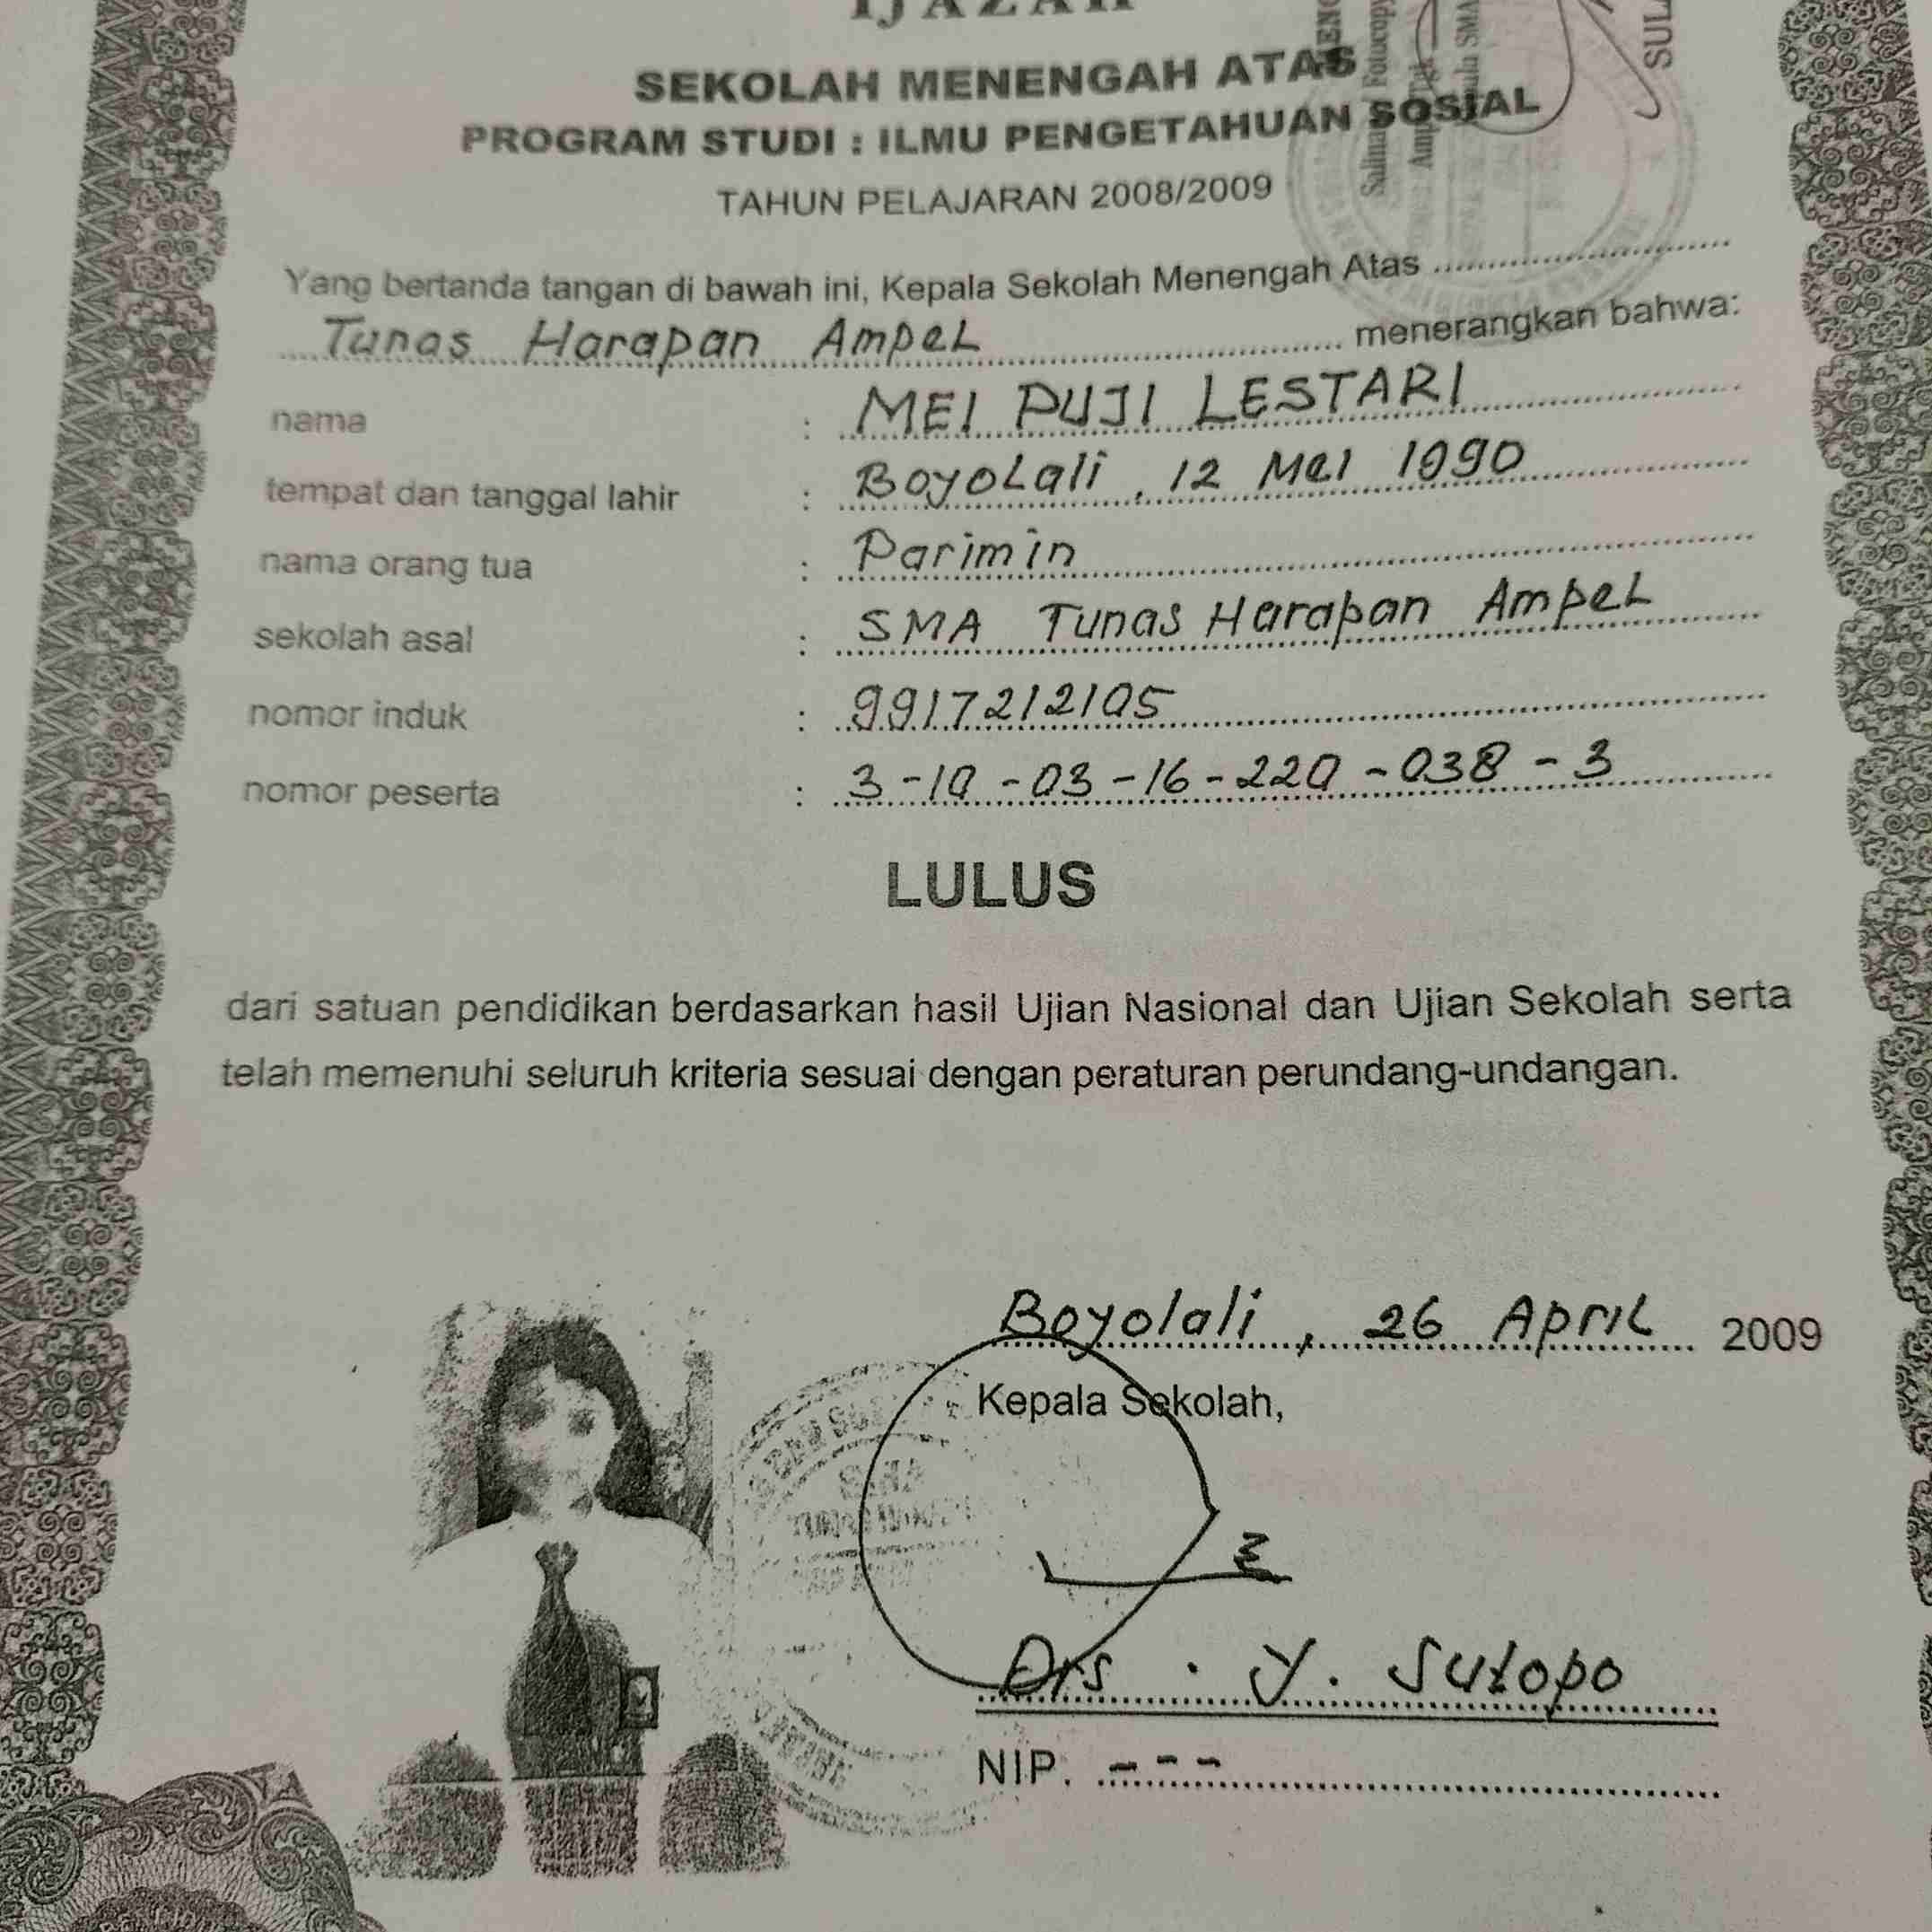 IJAZAH
SEKOLAH MENENGAH ATAS
PROGRAM STUDI : ILMU PENGETAHUAN SOSIAL
TAHUN PELAJARAN 2008/2009
Yang bertanda tangan di bawah ini, Kepala Sekolah Menengah Atas
Tunas Harapan Ampel menerangkan bahwa:
nama : MEI PUJI LESTARI
tempat dan tanggal lahir : Boyolali, 12 Mei 1990
nama orang tua : Parimin
sekolah asal : SMA Tunas Harapan Ampel
nomor induk : 9917212105
nomor peserta : 3-10-03-16-220-038-3
LULUS
dari satuan pendidikan berdasarkan hasil Ujian Nasional dan Ujian Sekolah serta
telah memenuhi seluruh kriteria sesuai dengan peraturan perundang-undangan.
Boyolali, 26 April 2009
Kepala Sekolah,
Drs. Y. Sutopo
NIP. ---